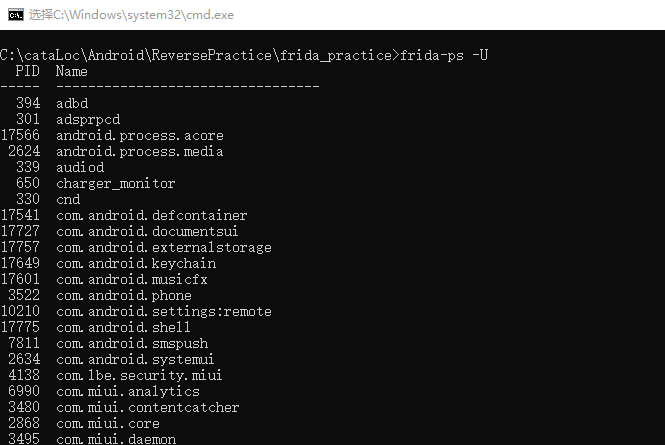 选择C:\Windows\system32\cmd.exe
C:\cataLoc\Android\ReversePractice\frida_practice>frida-ps -U
  PID  Name
-----  ---------------------------------
  394  adbd
  301  adsprpcd
17566  android.process.acore
 2624  android.process.media
  339  audiod
  650  charger_monitor
  330  cnd
17541  com.android.defcontainer
17727  com.android.documentsui
17757  com.android.externalstorage
17649  com.android.keychain
17601  com.android.musicfx
 3522  com.android.phone
10210  com.android.settings:remote
17775  com.android.shell
 7811  com.android.smspush
 2634  com.android.systemui
 4138  com.lbe.security.miui
 6990  com.miui.analytics
 3480  com.miui.contentcatcher
 2868  com.miui.core
 3495  com.miui.daemon